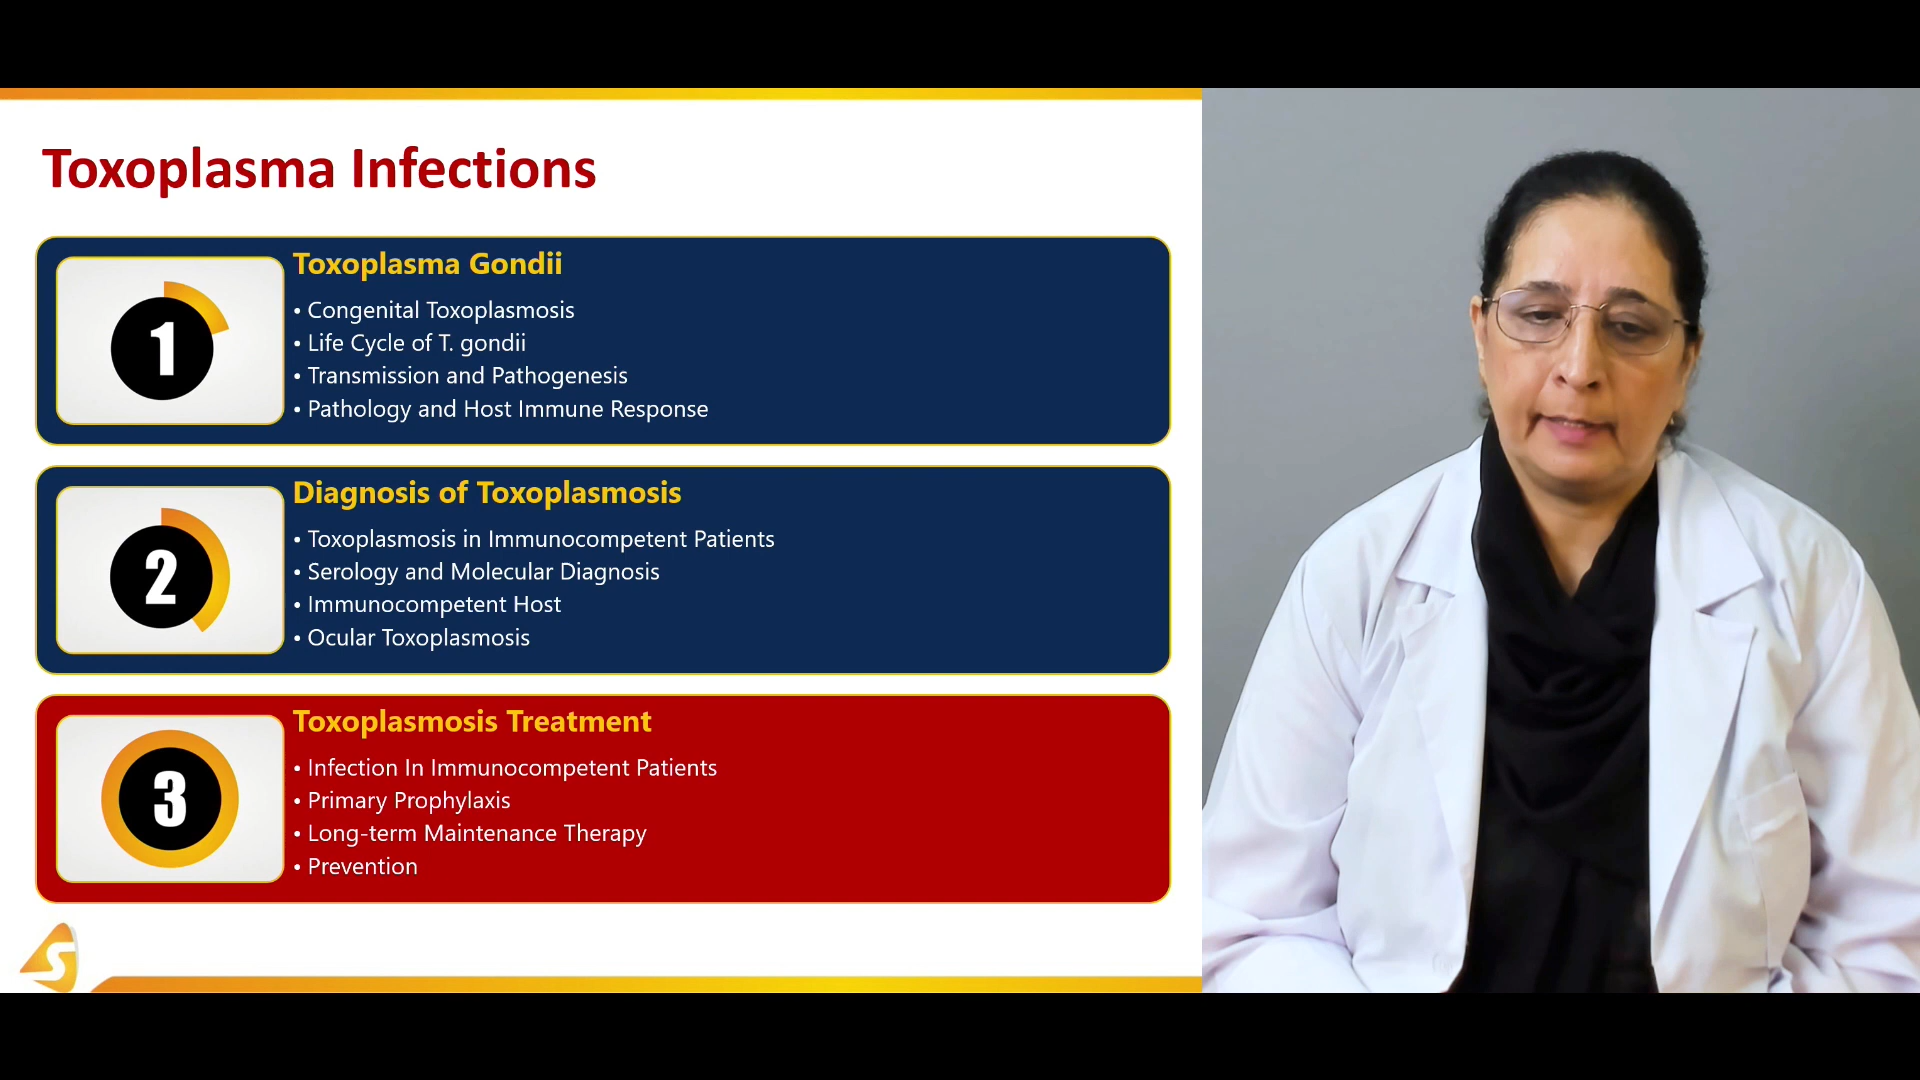 Toxoplasma Infections
1
Toxoplasma Gondii
• Congenital Toxoplasmosis
• Life Cycle of T. gondii
• Transmission and Pathogenesis
• Pathology and Host Immune Response
2
Diagnosis of Toxoplasmosis
• Toxoplasmosis in Immunocompetent Patients
• Serology and Molecular Diagnosis
• Immunocompetent Host
• Ocular Toxoplasmosis
3
Toxoplasmosis Treatment
• Infection In Immunocompetent Patients
• Primary Prophylaxis
• Long-term Maintenance Therapy
• Prevention
S